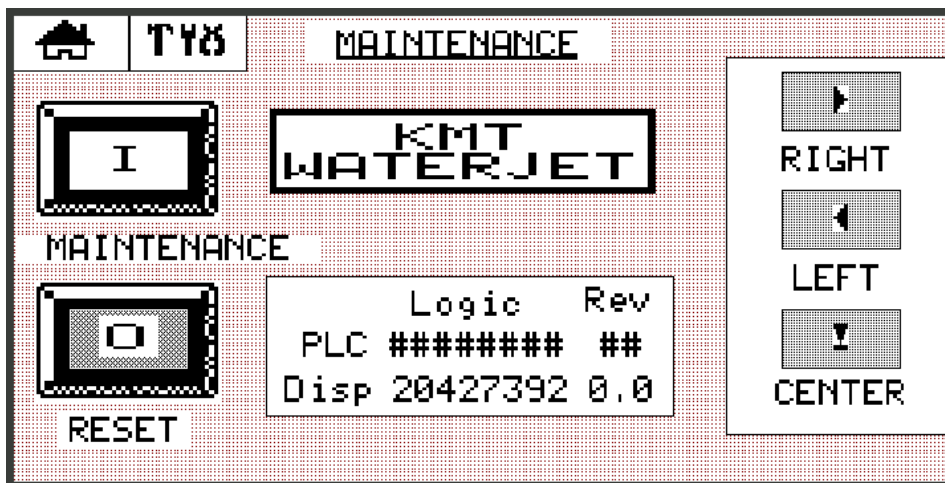 MAINTENANCE
I
KMT
WATERJET
MAINTENANCE
O
RESET
Logic Rev
PLC ######## ##
Disp 20427392 0.0
RIGHT
LEFT
CENTER